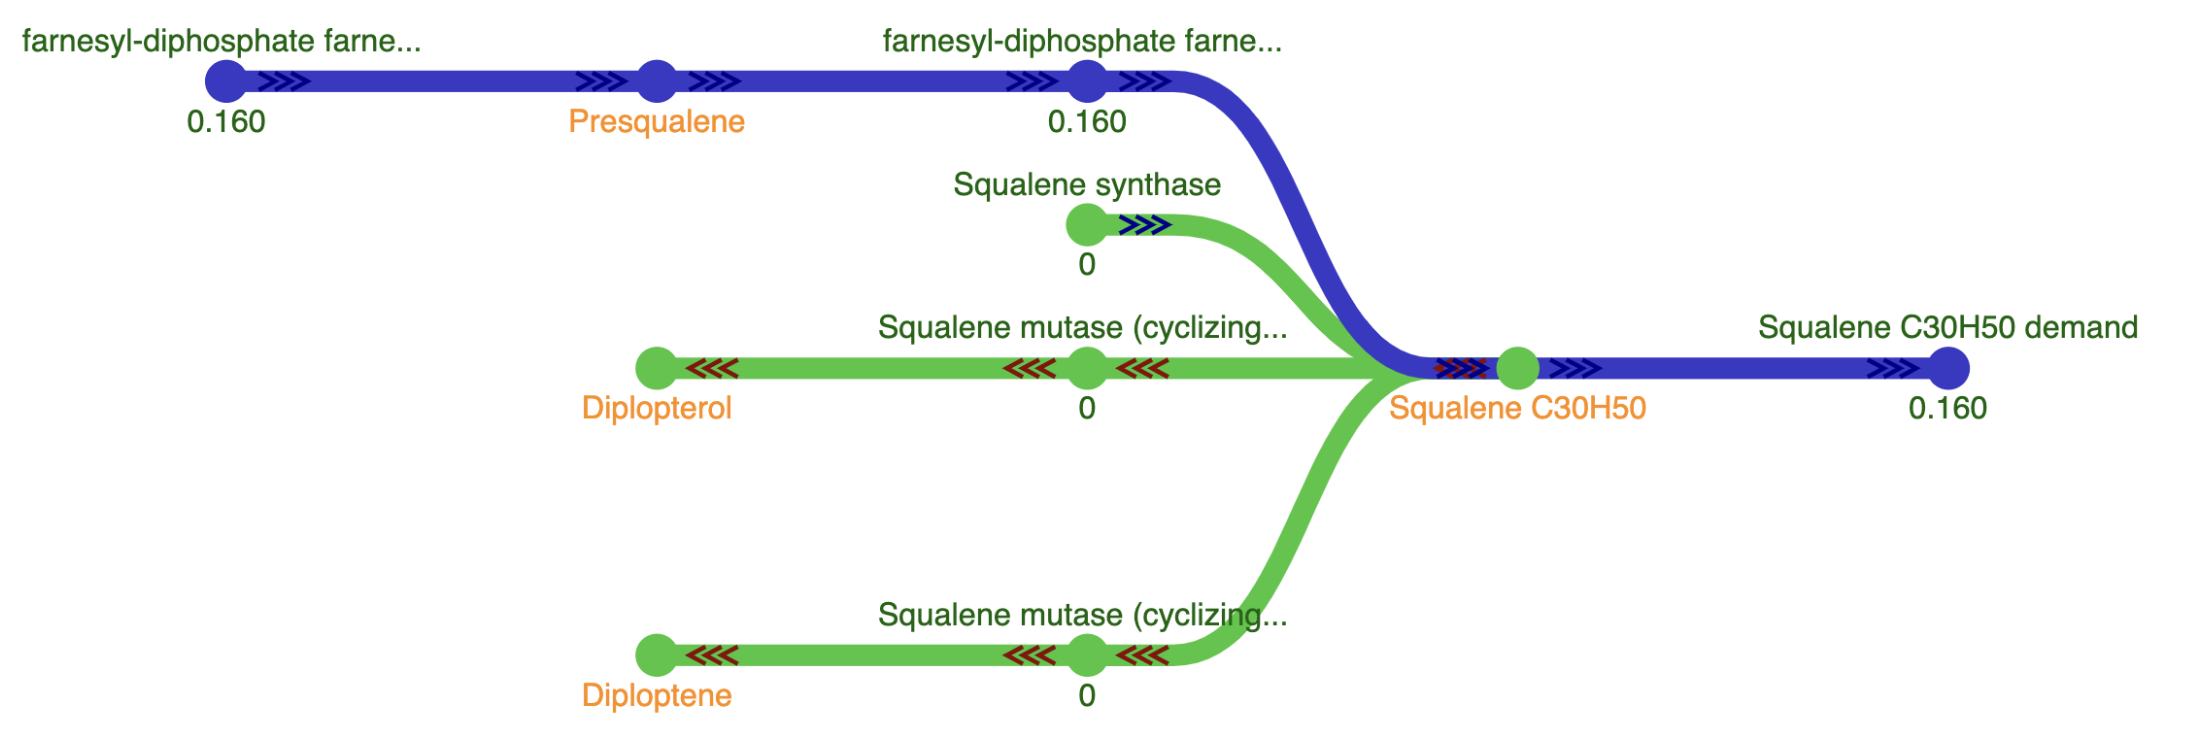 farnesyl-diphosphate farne...
farnesyl-diphosphate farne...
0.160
Presqualene
0.160
Squalene synthase
0
Squalene mutase (cyclizing...
Squalene C30H50 demand
Diplopterol
0
Squalene C30H50
0.160
Squalene mutase (cyclizing...
Diploptene
0